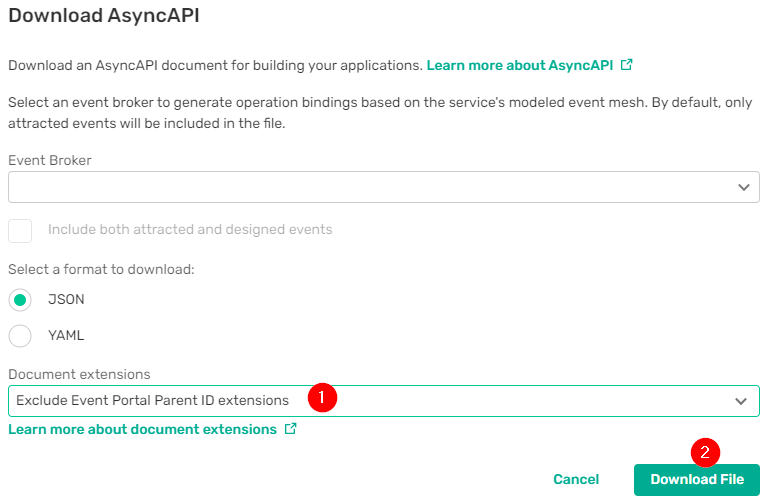 Download AsyncAPI
Download an AsyncAPI document for building your applications. Learn more about AsyncAPI
Select an event broker to generate operation bindings based on the service's modeled event mesh. By default, only
attracted events will be included in the file.
Event Broker
Include both attracted and designed events
Select a format to download:
JSON
YAML
Document extensions
Exclude Event Portal Parent ID extensions 1
Learn more about document extensions
2
Cancel Download File